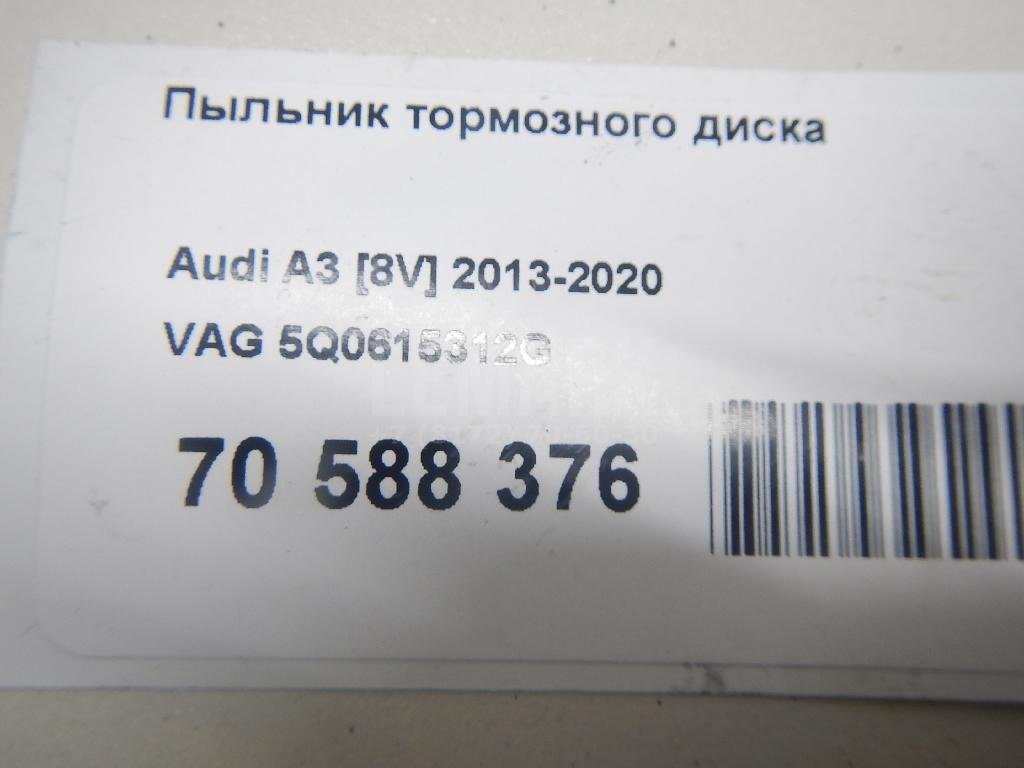 Пыльник тормозного диска
Audi A3 [8V] 2013-2020
VAG 5Q0615312G
70 588 376